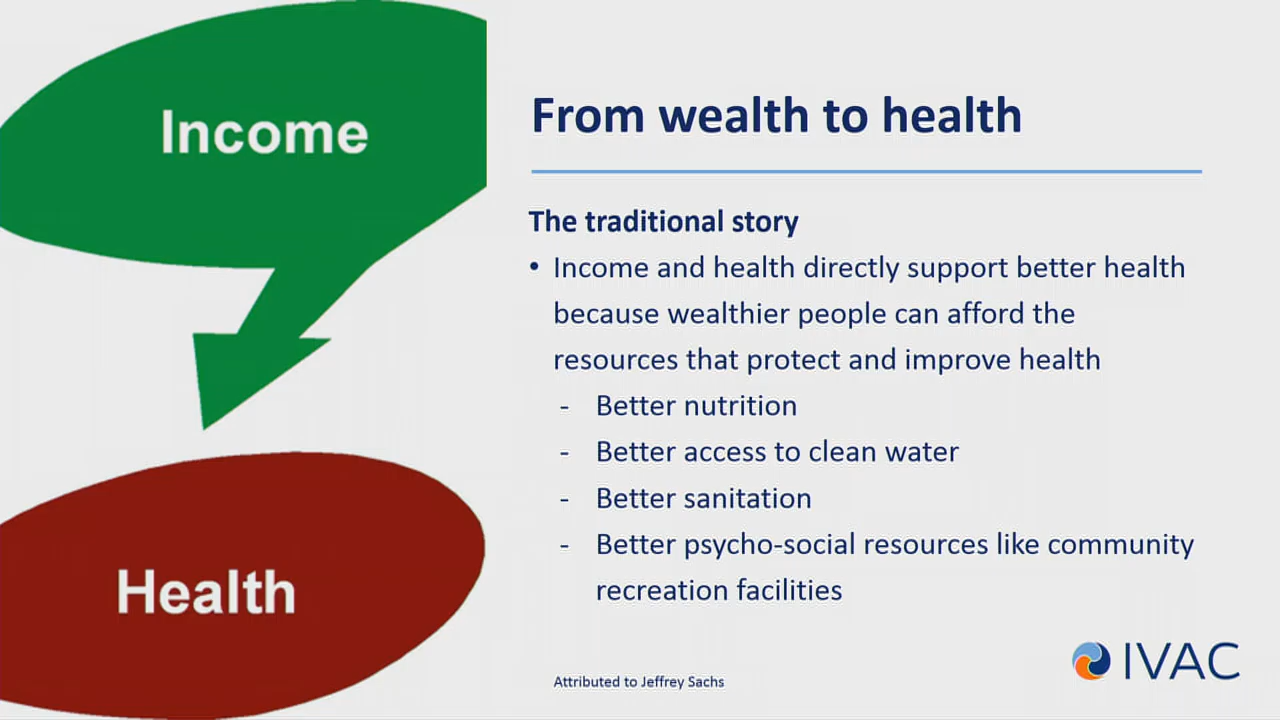 Income
Health
From wealth to health
The traditional story
• Income and health directly support better health
because wealthier people can afford the
resources that protect and improve health
- Better nutrition
- Better access to clean water
- Better sanitation
- Better psycho-social resources like community
recreation facilities
Attributed to Jeffrey Sachs
IVAC